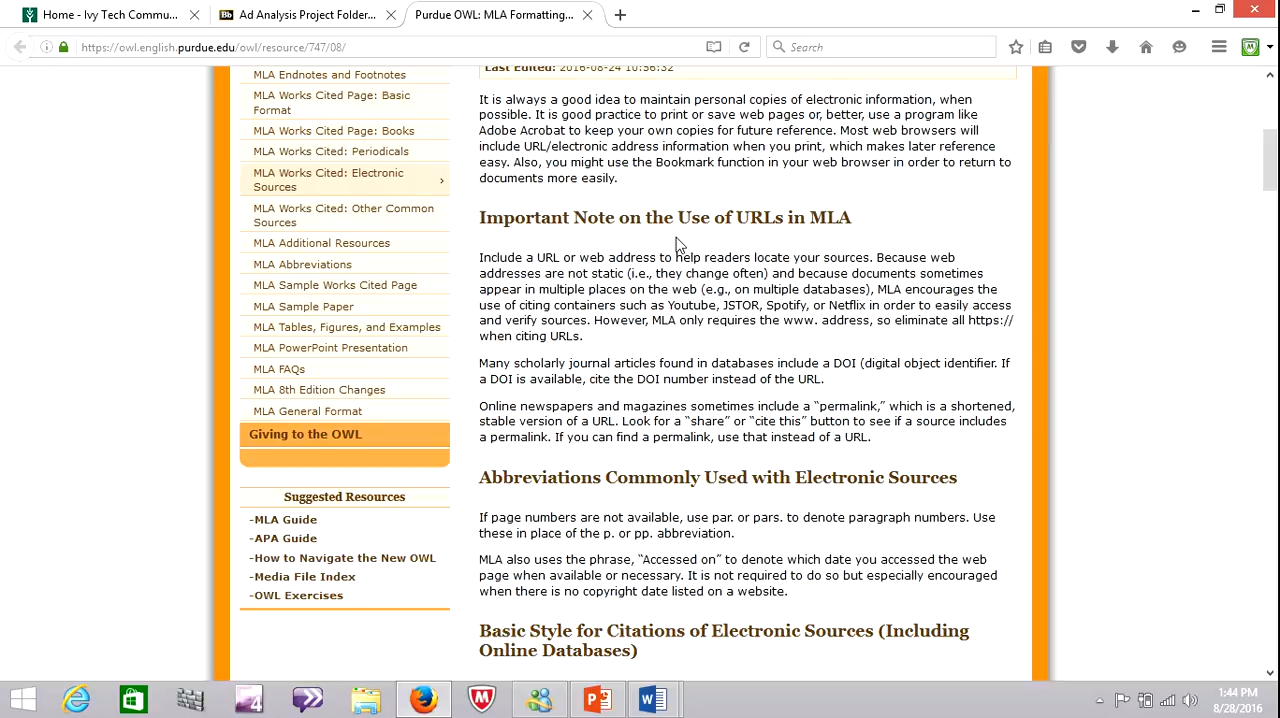 Home - Ivy Tech Commu...
Bb Ad Analysis Project Folder...
Purdue OWL: MLA Formatting...
https://owl.english.purdue.edu/owl/resource/747/08/
Search
MLA Endnotes and Footnotes
MLA Works Cited Page: Basic
Format
MLA Works Cited Page: Books
MLA Works Cited: Periodicals
MLA Works Cited: Electronic
Sources
MLA Works Cited: Other Common
Sources
MLA Additional Resources
MLA Abbreviations
MLA Sample Works Cited Page
MLA Sample Paper
MLA Tables, Figures, and Examples
MLA PowerPoint Presentation
MLA FAQs
MLA 8th Edition Changes
MLA General Format
Giving to the OWL
Suggested Resources
-MLA Guide
-APA Guide
-How to Navigate the New OWL
-Media File Index
-OWL Exercises
Last Edited: 2016-08-24 10:56:32
It is always a good idea to maintain personal copies of electronic information, when
possible. It is good practice to print or save web pages or, better, use a program like
Adobe Acrobat to keep your own copies for future reference. Most web browsers will
include URL/electronic address information when you print, which makes later reference
easy. Also, you might use the Bookmark function in your web browser in order to return to
documents more easily.
Important Note on the Use of URLs in MLA
Include a URL or web address to help readers locate your sources. Because web
addresses are not static (i.e., they change often) and because documents sometimes
appear in multiple places on the web (e.g., on multiple databases), MLA encourages the
use of citing containers such as Youtube, JSTOR, Spotify, or Netflix in order to easily access
and verify sources. However, MLA only requires the www. address, so eliminate all https://
when citing URLs.
Many scholarly journal articles found in databases include a DOI (digital object identifier. If
a DOI is available, cite the DOI number instead of the URL.
Online newspapers and magazines sometimes include a “permalink,” which is a shortened,
stable version of a URL. Look for a “share” or “cite this” button to see if a source includes
a permalink. If you can find a permalink, use that instead of a URL.
Abbreviations Commonly Used with Electronic Sources
If page numbers are not available, use par. or pars. to denote paragraph numbers. Use
these in place of the p. or pp. abbreviation.
MLA also uses the phrase, “Accessed on” to denote which date you accessed the web
page when available or necessary. It is not required to do so but especially encouraged
when there is no copyright date listed on a website.
Basic Style for Citations of Electronic Sources (Including
Online Databases)
1:44 PM
8/28/2016